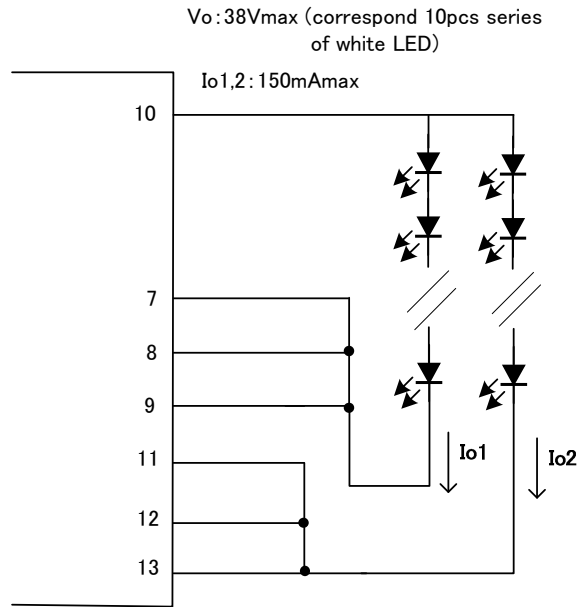 Vo:38Vmax (correspond 10pcs series
of white LED)
Io1,2:150mAmax
10
7
8
9
11
12
13
Io1
Io2